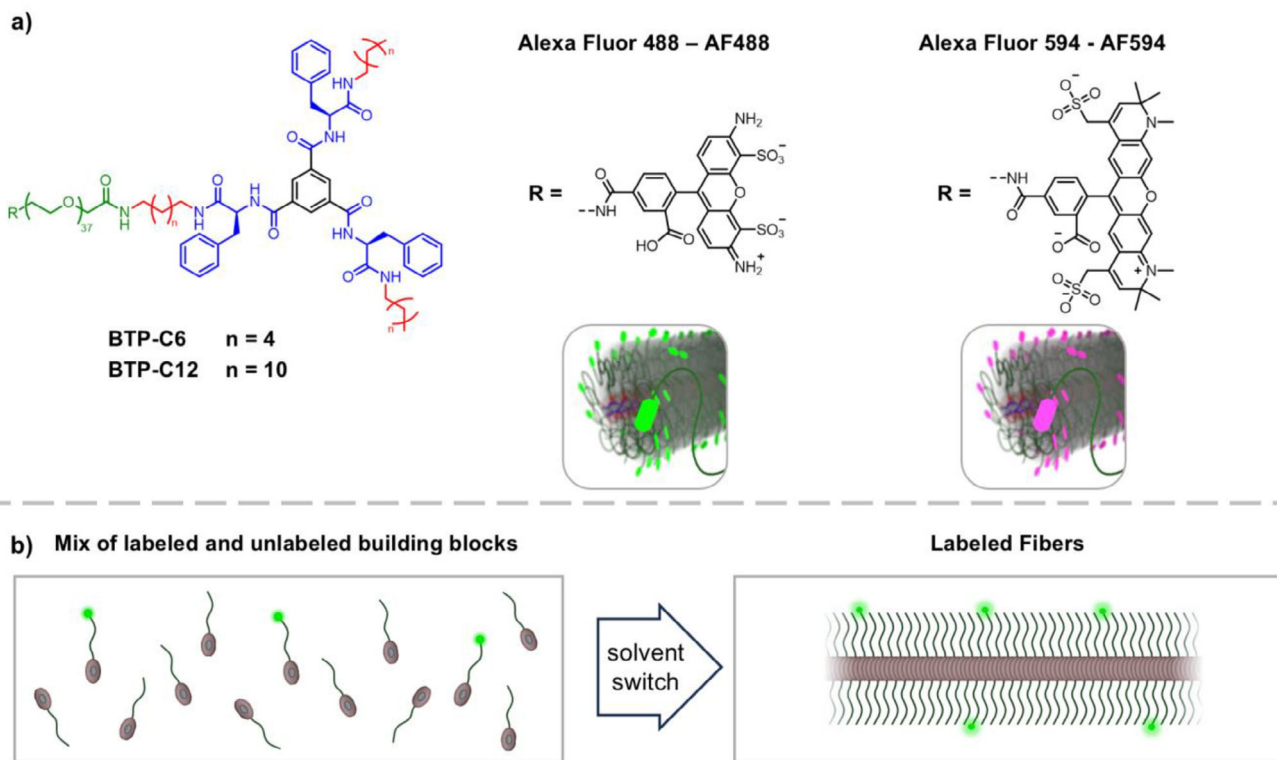 a)
Alexa Fluor 488 – AF488
Alexa Fluor 594 - AF594
n
HN
O
O
NH
O
H
N
O
N
H
R
O
37
n
N
H
O
O
HN
O
NH
n
BTP-C6 n = 4
BTP-C12 n = 10
R =
O
NH
HO
O
NH₂
SO₃⁻
O
SO₃⁻
NH₂
+
R =
NH
O
O⁻
O
O⁻
S
O
O
N
O
N
+
O⁻
S
O
O
b) Mix of labeled and unlabeled building blocks
Labeled Fibers
solvent
switch